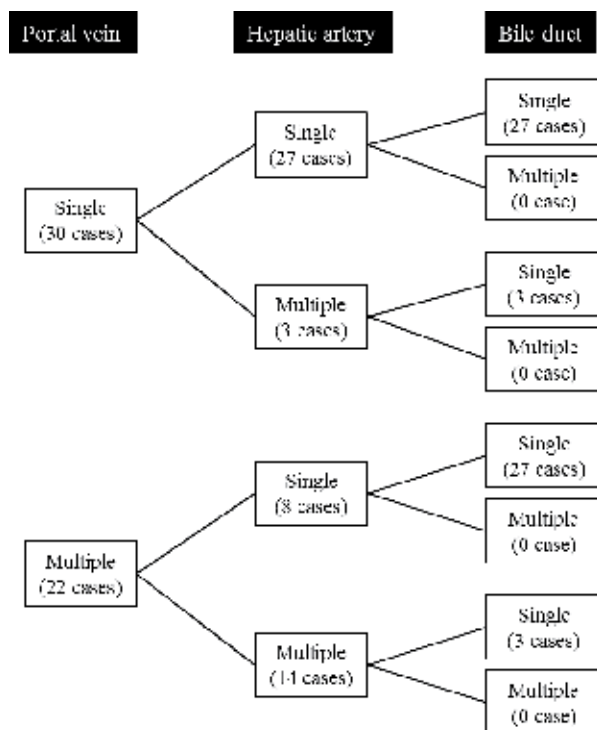 Portal vein
Hepatic artery
Bile duct
Single
(30 cases)
Single
(27 cases)
Single
(27 cases)
Multiple
(0 case)
Multiple
(3 cases)
Single
(3 cases)
Multiple
(0 case)
Multiple
(22 cases)
Single
(8 cases)
Single
(27 cases)
Multiple
(0 case)
Multiple
(14 cases)
Single
(3 cases)
Multiple
(0 case)